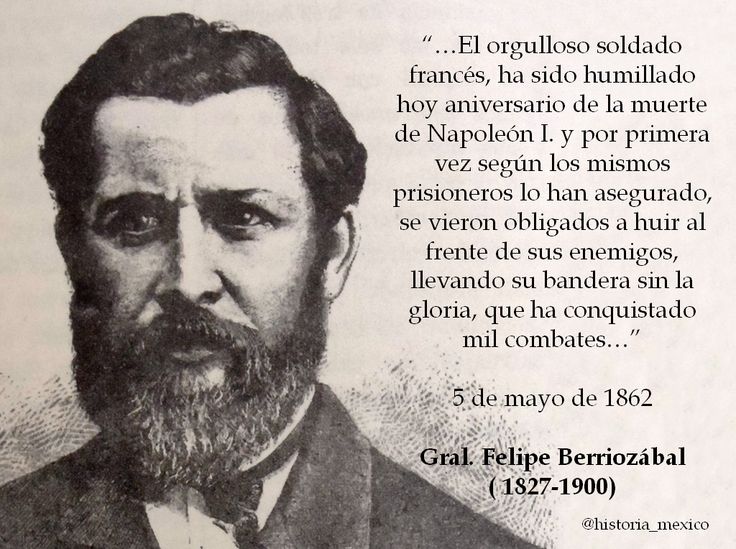 “…El orgulloso soldado
francés, ha sido humillado
hoy aniversario de la muerte
de Napoleón I. y por primera
vez según los mismos
prisioneros lo han asegurado,
se vieron obligados a huir al
frente de sus enemigos,
llevando su bandera sin la
gloria, que ha conquistado
mil combates…”
5 de mayo de 1862
Gral. Felipe Berriozábal
( 1827-1900)
@historia_mexico